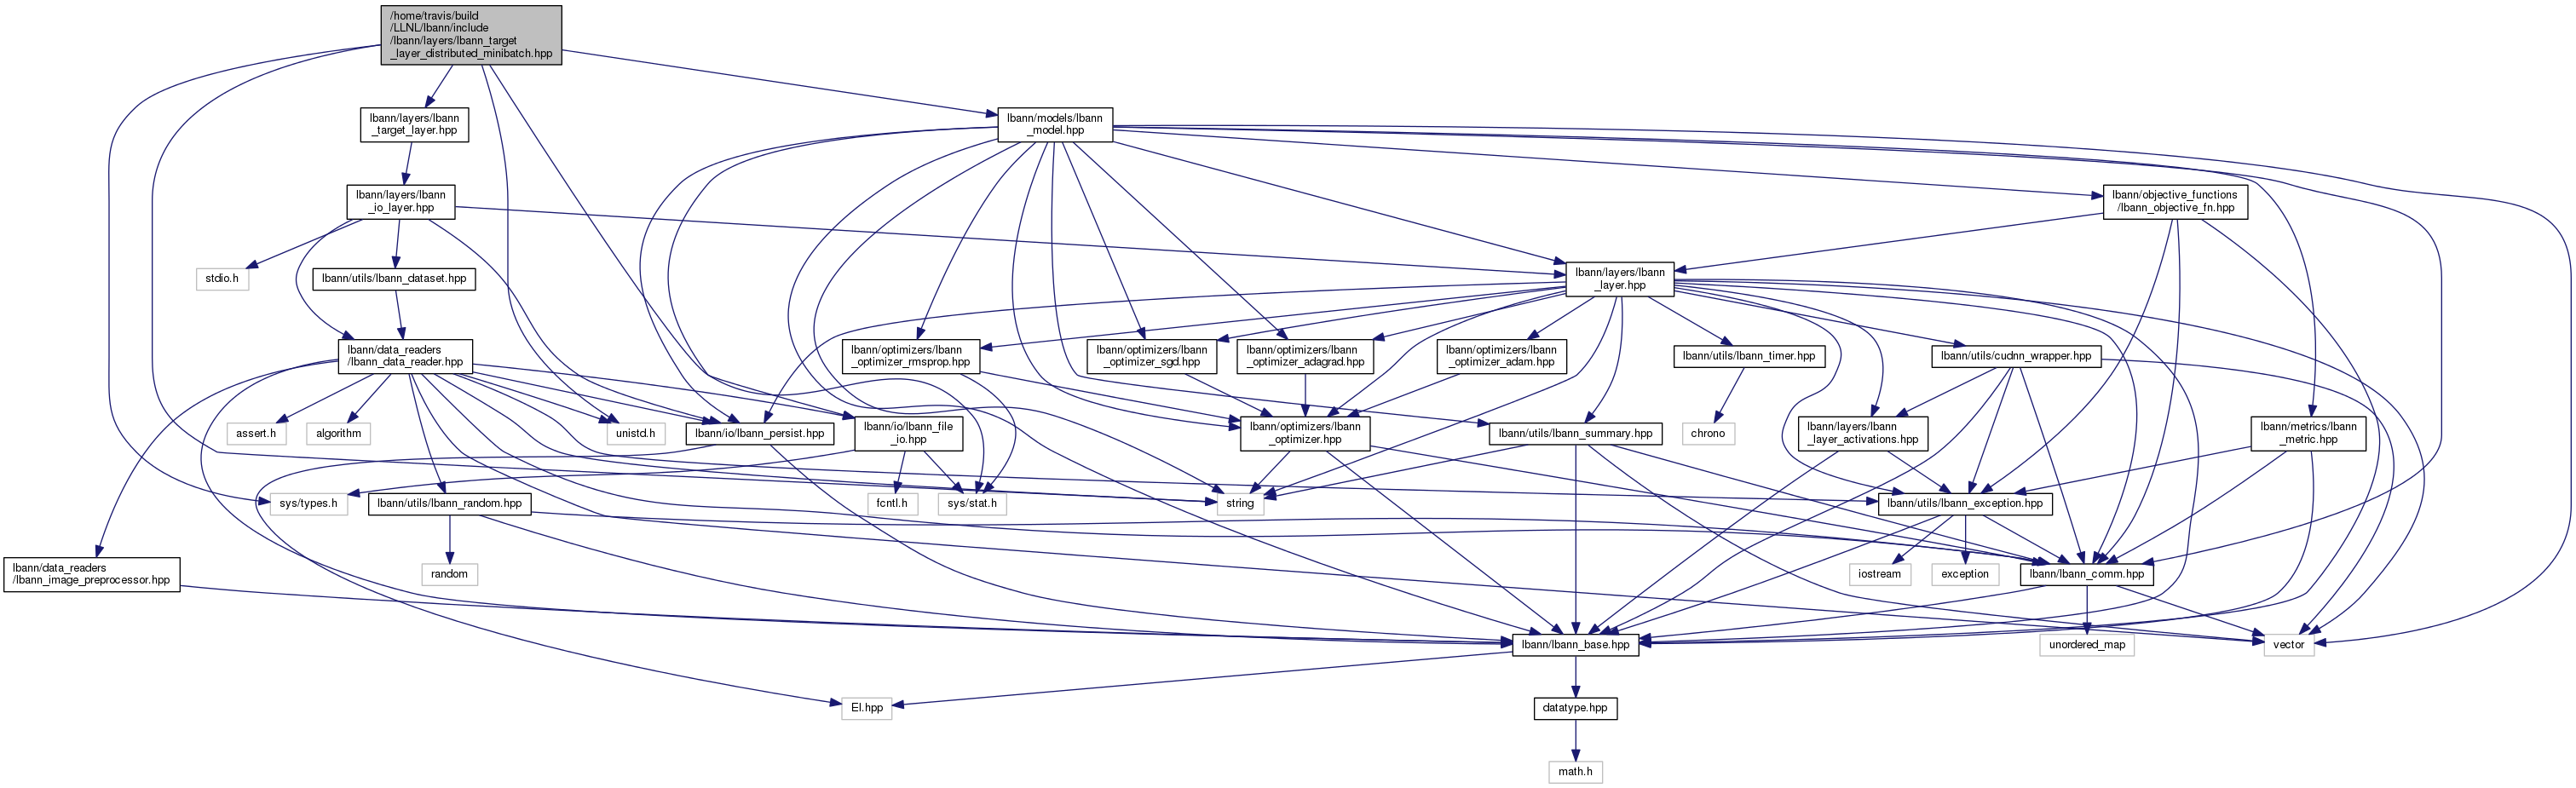 /home/travis/build
/LLNL/lbann/include
/lbann/layers/lbann_target
_layer_distributed_minibatch.hpp
lbann/layers/lbann
_target_layer.hpp
lbann/models/lbann
_model.hpp
lbann/layers/lbann
_io_layer.hpp
lbann/objective_functions
/lbann_objective_fn.hpp
stdio.h
lbann/utils/lbann_dataset.hpp
lbann/layers/lbann
_layer.hpp
lbann/data_readers
/lbann_data_reader.hpp
lbann/optimizers/lbann
_optimizer_rmsprop.hpp
lbann/optimizers/lbann
_optimizer_sgd.hpp
lbann/optimizers/lbann
_optimizer_adagrad.hpp
lbann/optimizers/lbann
_optimizer_adam.hpp
lbann/utils/lbann_timer.hpp
lbann/utils/cudnn_wrapper.hpp
assert.h
algorithm
unistd.h
lbann/io/lbann_persist.hpp
lbann/io/lbann_file
_io.hpp
lbann/optimizers/lbann
_optimizer.hpp
lbann/utils/lbann_summary.hpp
chrono
lbann/layers/lbann
_layer_activations.hpp
lbann/metrics/lbann
_metric.hpp
sys/types.h
lbann/utils/lbann_random.hpp
fcntl.h
sys/stat.h
string
lbann/utils/lbann_exception.hpp
lbann/data_readers
/lbann_image_preprocessor.hpp
random
iostream
exception
lbann/lbann_comm.hpp
lbann/lbann_base.hpp
unordered_map
vector
El.hpp
datatype.hpp
math.h